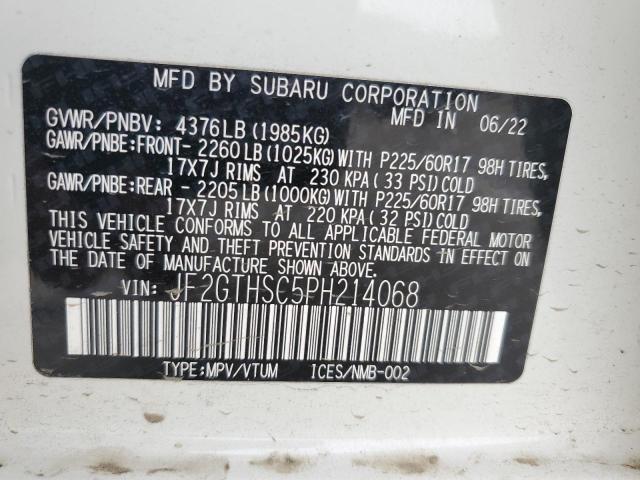 MFD BY SUBARU CORPORATION
MFD IN 06/22
GVWR/PNBV: 4376LB (1985KG)
GAWR/PNBE:FRONT- 2260LB (1025KG) WITH P225/60R17 98H TIRES,
17X7J RIMS AT 230 KPA( 33 PSI) COLD
GAWR/PNBE:REAR - 2205LB (1000KG) WITH P225/60R17 98H TIRES,
17X7J RIMS AT 220 KPA( 32 PSI) COLD
THIS VEHICLE CONFORMS TO ALL APPLICABLE FEDERAL MOTOR
VEHICLE SAFETY AND THEFT PREVENTION STANDARDS IN EFFECT ON
THE DATE OF MANUFACTURE SHOWN ABOVE.
VIN: JF2GTHSC5PH214068
TYPE:MPV/VTUM ICES/NMB-002